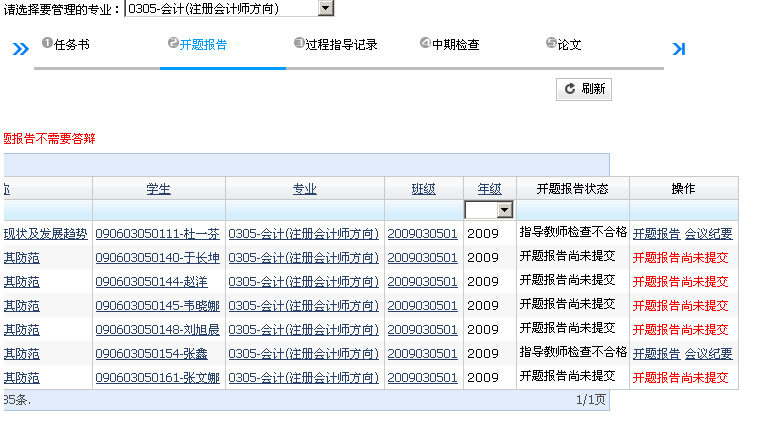 请选择要管理的专业：0305-会计(注册会计师方向)
1任务书 2开题报告 3过程指导记录 4中期检查 5论文
刷新
题报告不需要答辩
称 学生 专业 班级 年级 开题报告状态 操作
现状及发展趋势 090603050111-杜一芬 0305-会计(注册会计师方向) 2009030501 2009 指导教师检查不合格 开题报告 会议纪要
其防范 090603050140-于长坤 0305-会计(注册会计师方向) 2009030501 2009 开题报告尚未提交 开题报告尚未提交
其防范 090603050144-赵洋 0305-会计(注册会计师方向) 2009030501 2009 开题报告尚未提交 开题报告尚未提交
其防范 090603050145-韦晓娜 0305-会计(注册会计师方向) 2009030501 2009 开题报告尚未提交 开题报告尚未提交
其防范 090603050148-刘旭晨 0305-会计(注册会计师方向) 2009030501 2009 开题报告尚未提交 开题报告尚未提交
其防范 090603050154-张鑫 0305-会计(注册会计师方向) 2009030501 2009 指导教师检查不合格 开题报告 会议纪要
其防范 090603050161-张文娜 0305-会计(注册会计师方向) 2009030501 2009 开题报告尚未提交 开题报告尚未提交
35条. 1/1页